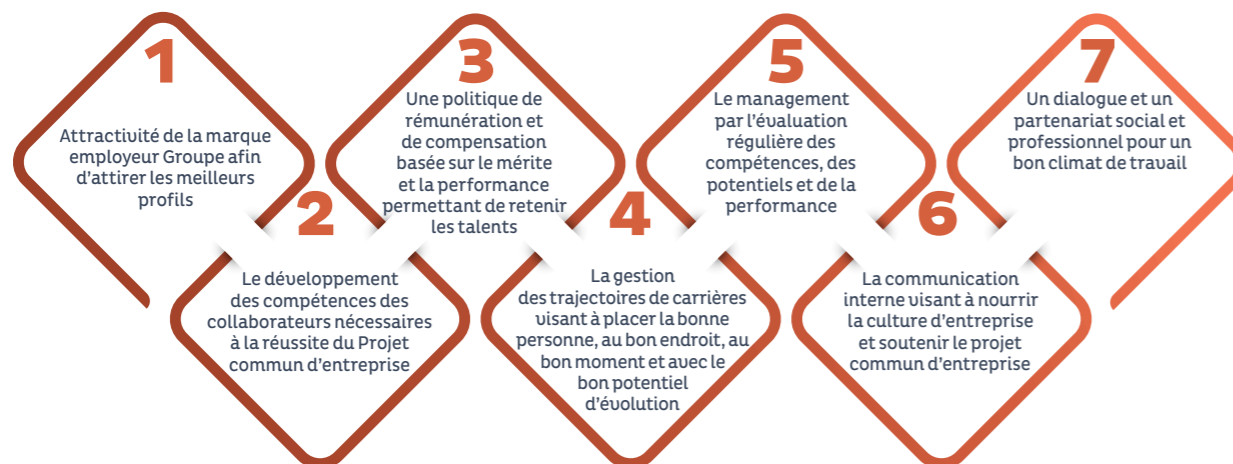 1
Attractivité de la marque
employeur Groupe afin
d'attirer les meilleurs
profils
2
Le développement
des compétences des
collaborateurs nécessaires
à la réussite du Projet
commun d'entreprise
3
Une politique de
rémunération et
de compensation
basée sur le mérite
et la performance
permettant de retenir
les talents
4
La gestion
des trajectoires de carrières
visant à placer la bonne
personne, au bon endroit, au
bon moment et avec le
bon potentiel
d'évolution
5
Le management
par l'évaluation
régulière des
compétences, des
potentiels et de la
performance
6
La communication
interne visant à nourrir
la culture d'entreprise
et soutenir le projet
commun d'entreprise
7
Un dialogue et un
partenariat social et
professionnel pour un
bon climat de travail